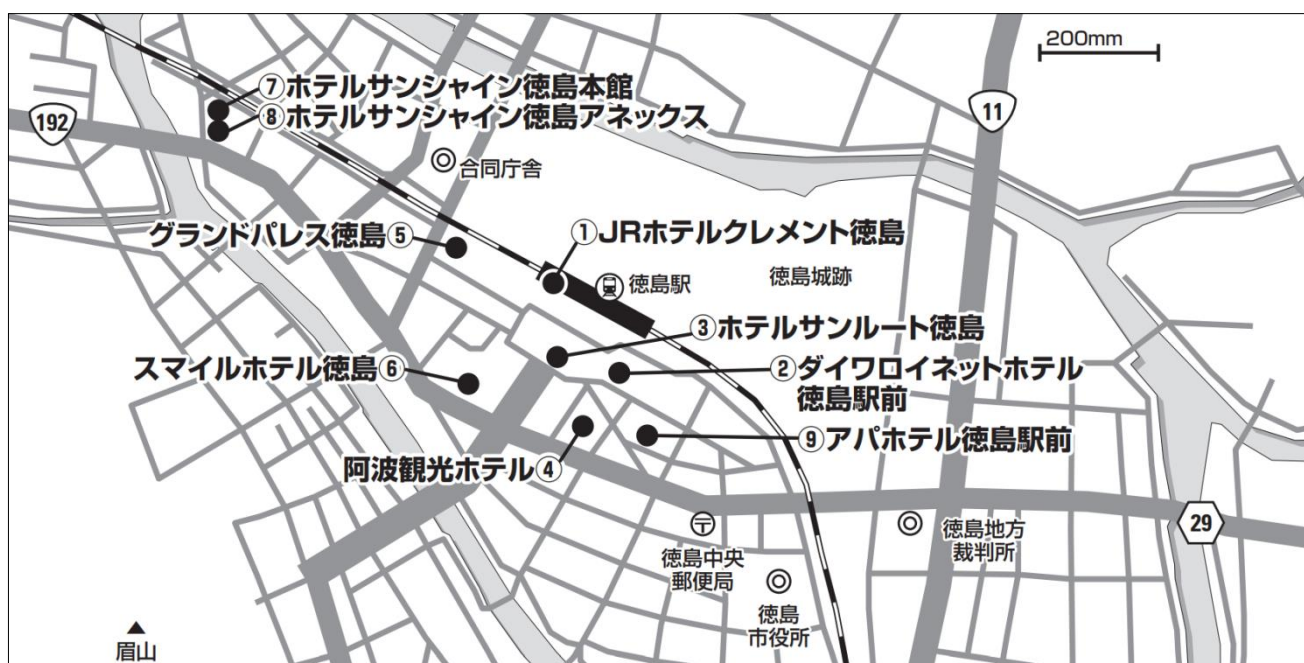 200mm
⑦ホテルサンシャイン徳島本館
192
⑧ホテルサンシャイン徳島アネックス
11
合同庁舎
グランドパレス徳島⑤
①JRホテルクレメント徳島
徳島駅
徳島城跡
③ホテルサンルート徳島
スマイルホテル徳島⑥
②ダイワロイネットホテル
徳島駅前
⑨アパホテル徳島駅前
阿波観光ホテル④
29
〒
徳島中央
郵便局
徳島地方
裁判所
徳島
市役所
眉山